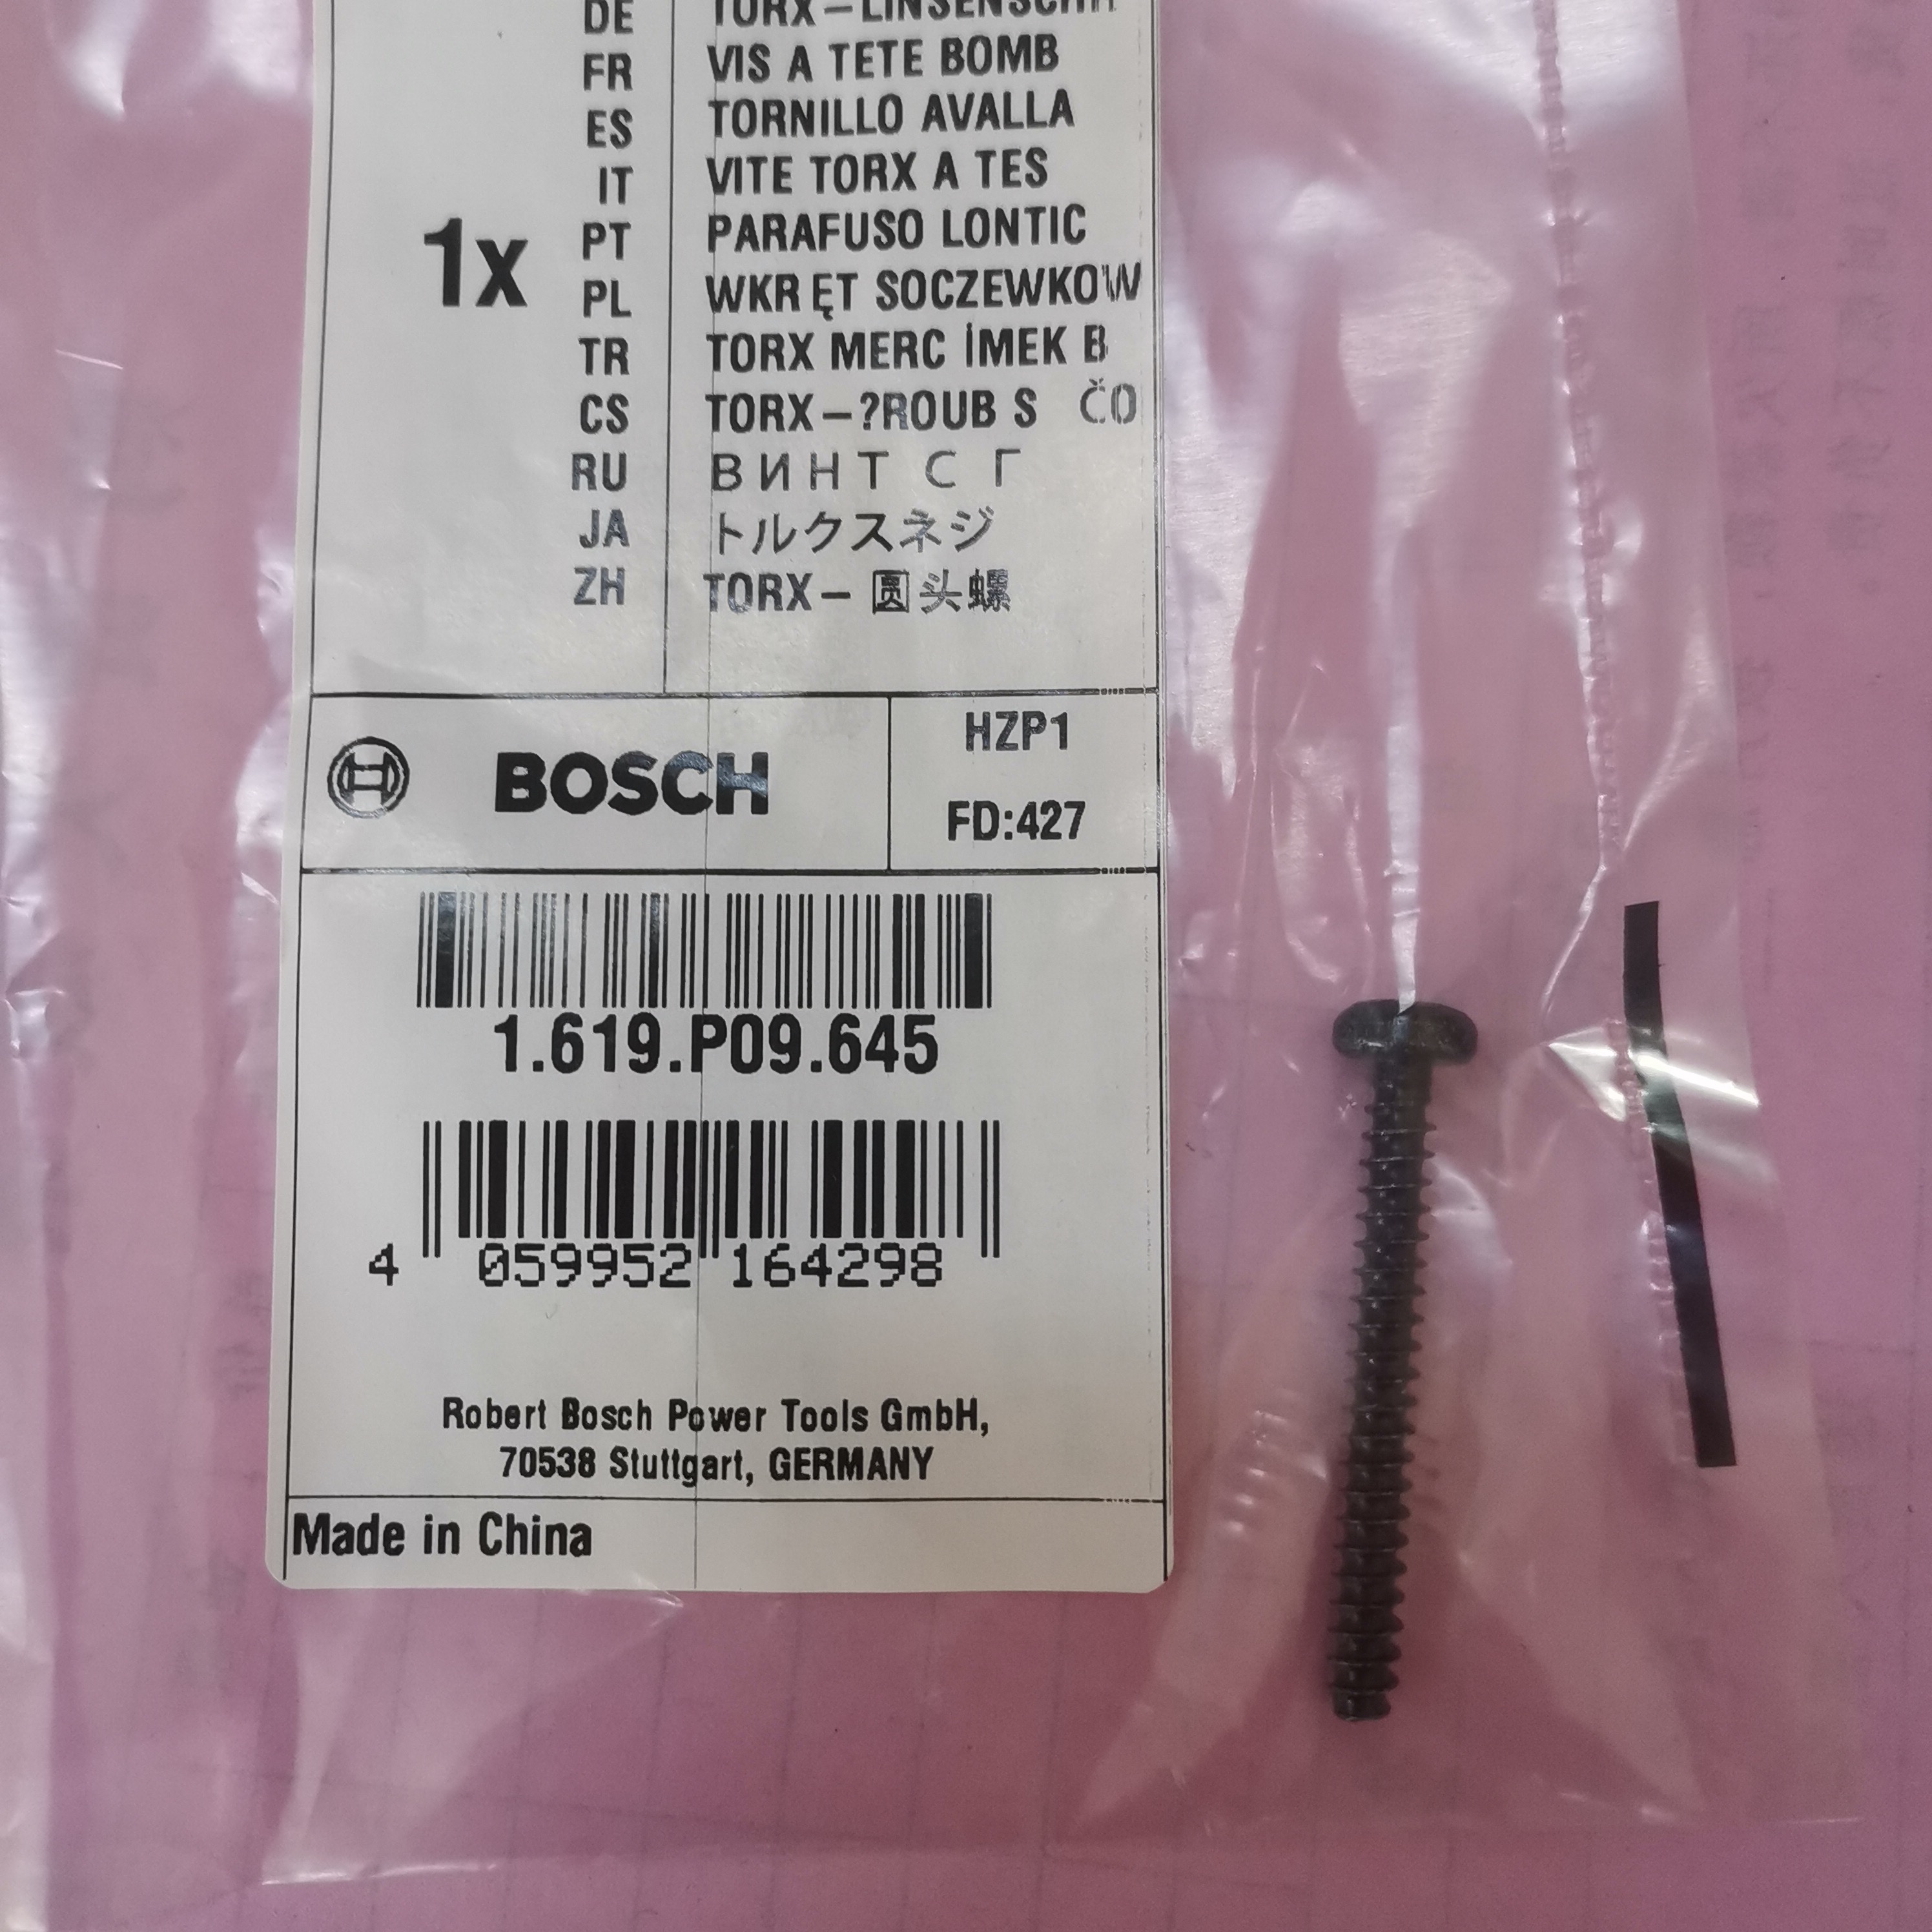 DE TORX-LINSENSCHR
FR VIS A TETE BOMB
ES TORNILLO AVALLA
IT VITE TORX A TES
1x
PT PARAFUSO LONTIC
PL WKRĘT SOCZEWKOW
TR TORX MERC İMEK B
CS TORX-?ROUB S ČO
RU ВИНТ С Г
JA トルクスネジ
ZH TORX-圆头螺
BOSCH
HZP1
FD:427
1.619.P09.645
4 059952 164298
Robert Bosch Power Tools GmbH,
70538 Stuttgart, GERMANY
Made in China